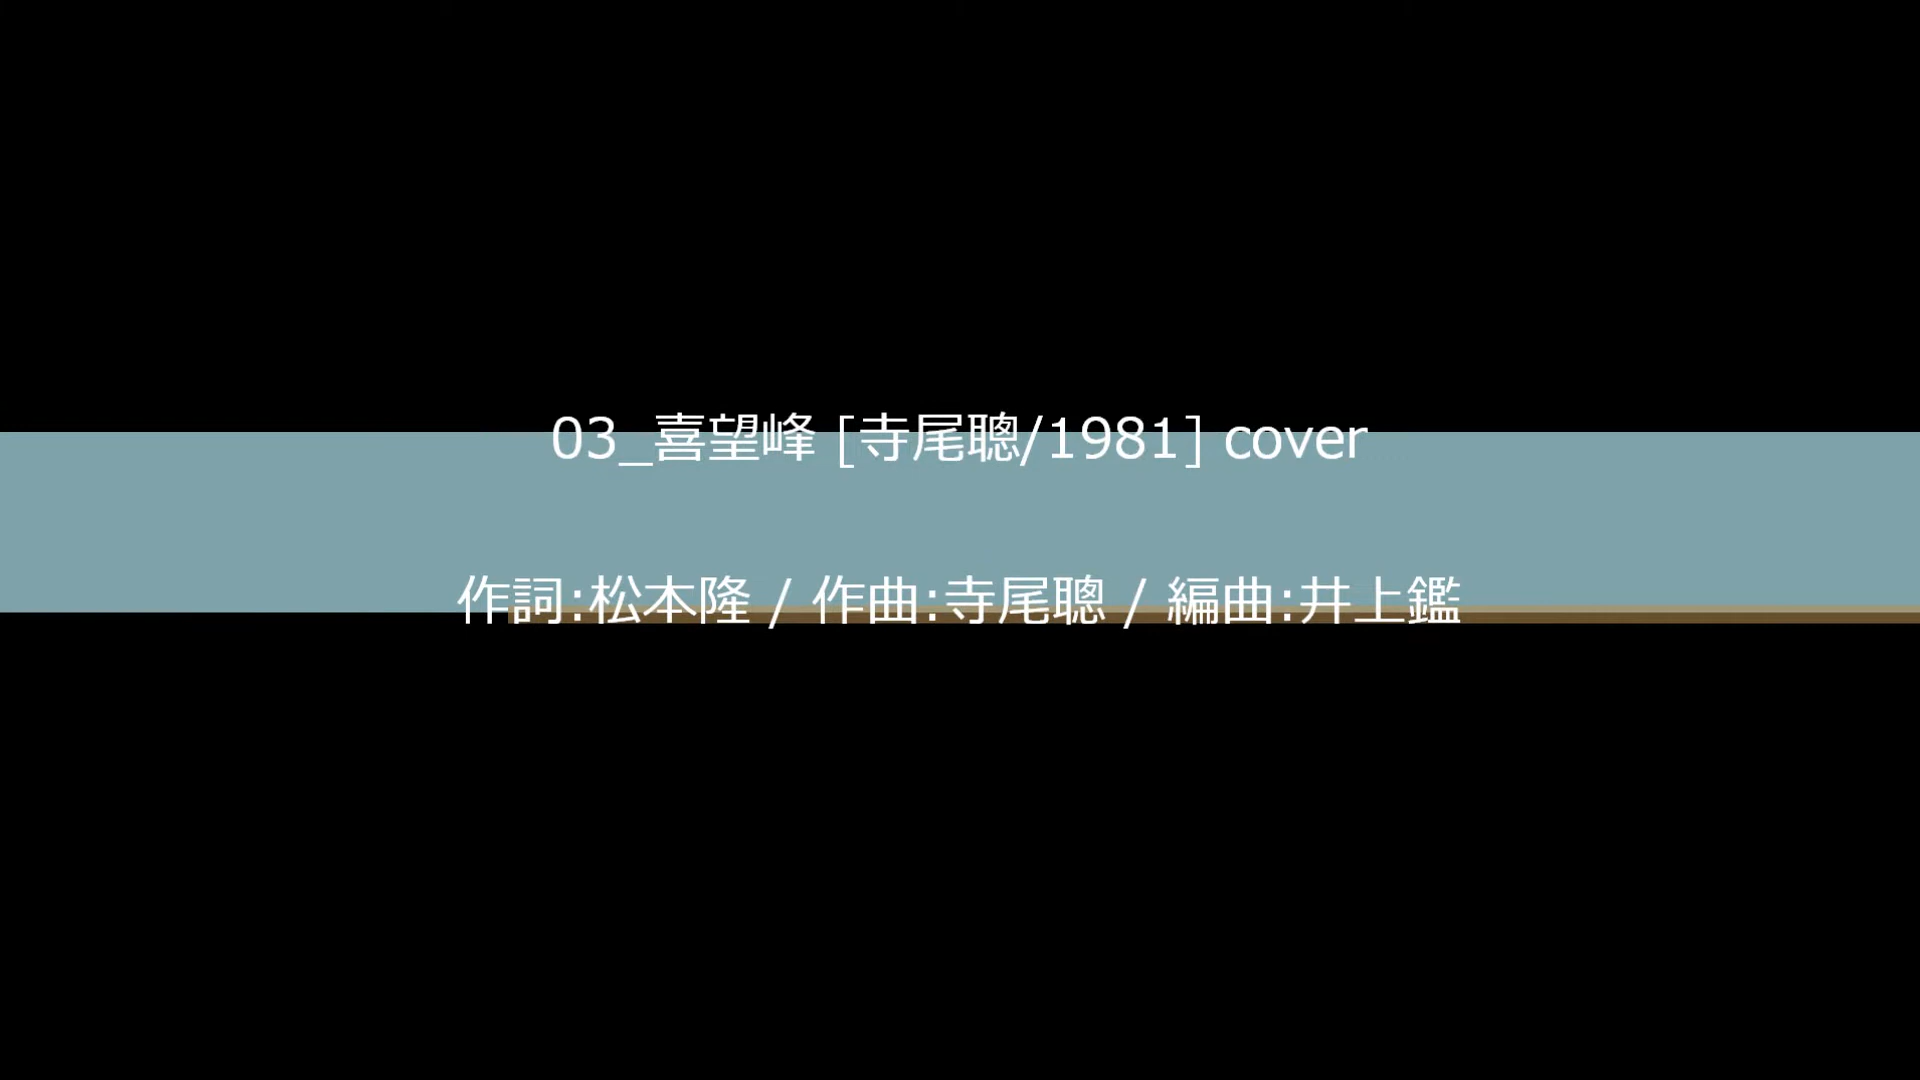 03_喜望峰 [寺尾聰/1981] cover
作詞:松本隆 / 作曲:寺尾聰 / 編曲:井上鑑